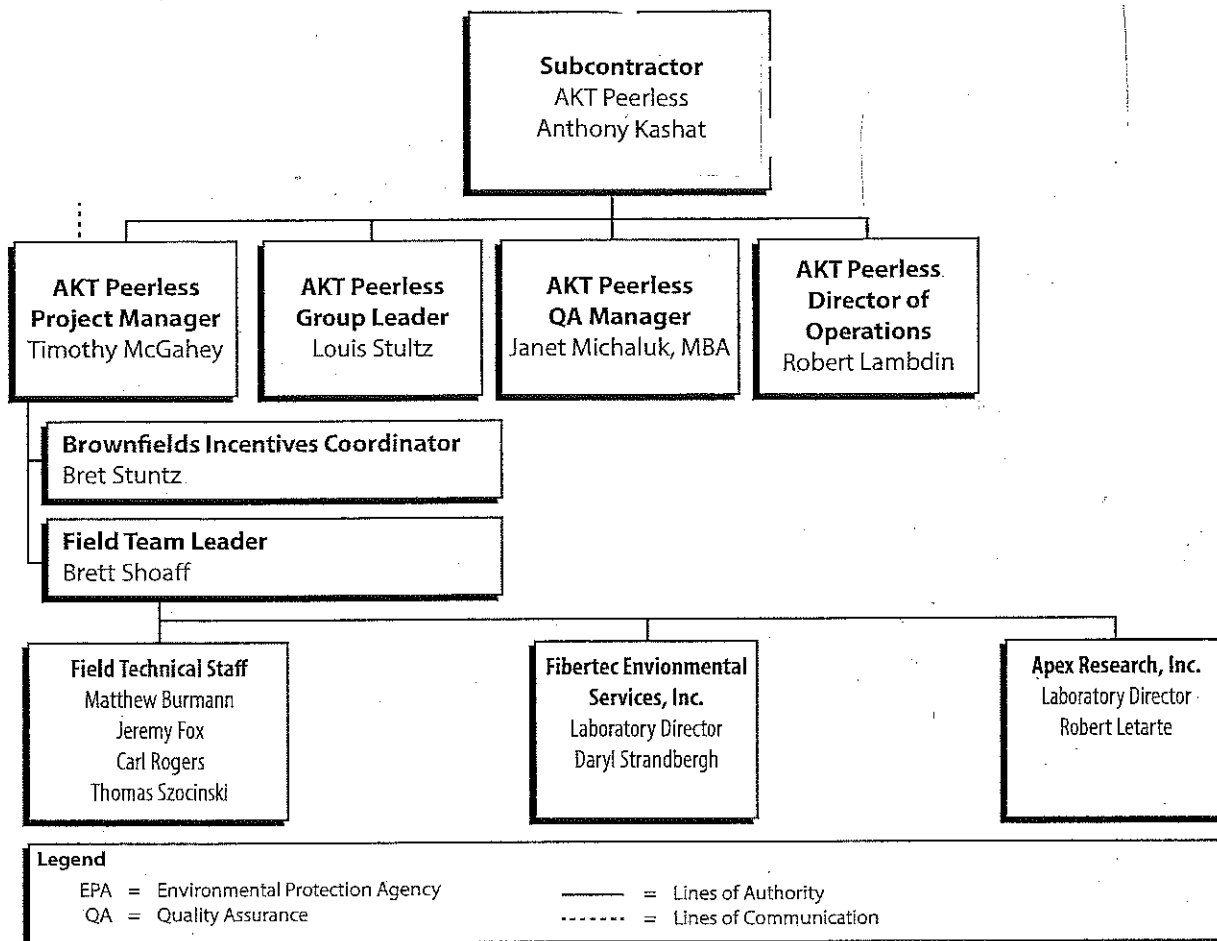 Subcontractor
AKT Peerless
Anthony Kashat
AKT Peerless
Project Manager
Timothy McGahey
AKT Peerless
Group Leader
Louis Stultz
AKT Peerless
QA Manager
Janet Michaluk, MBA
AKT Peerless
Director of
Operations
Robert Lambdin
Brownfields Incentives Coordinator
Bret Stuntz
Field Team Leader
Brett Shoaff
Field Technical Staff
Matthew Burmann
Jeremy Fox
Carl Rogers
Thomas Szocinski
Fibertec Envionmental
Services, Inc.
Laboratory Director
Daryl Strandbergh
Apex Research, Inc.
Laboratory Director
Robert Letarte
Legend
EPA = Environmental Protection Agency
QA = Quality Assurance
= Lines of Authority
= Lines of Communication